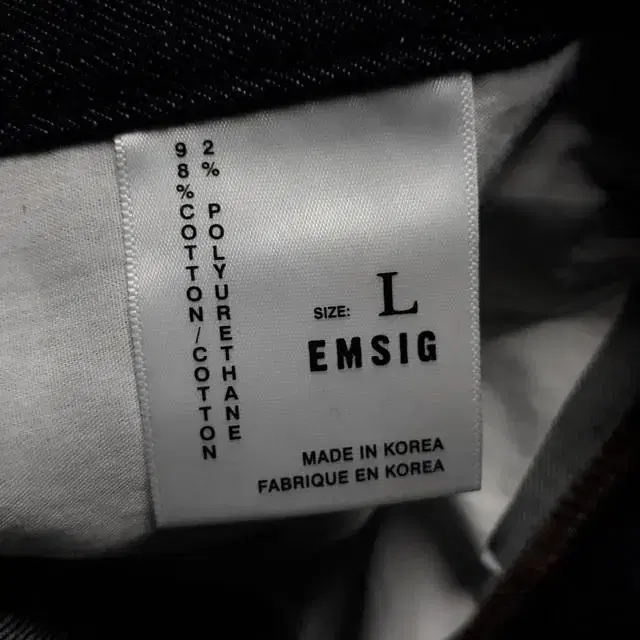 98%COTTON/COTTON
2% POLYURETHANE
SIZE: L
EMSIG
MADE IN KOREA
FABRIQUE EN KOREA